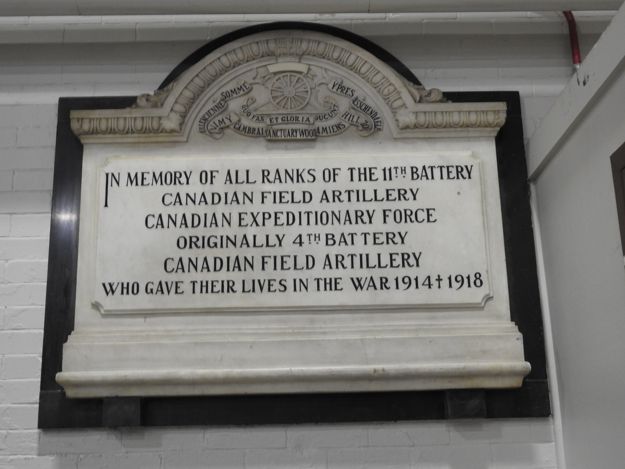 SOMME YPRES
VALENCIENNES PASSCHENDAELE
VIMY HILL 70
QUO FAS ET GLORIA DUCUNT
CAMBRAI SANCTUARY WOOD AMIENS
IN MEMORY OF ALL RANKS OF THE 11TH BATTERY
CANADIAN FIELD ARTILLERY
CANADIAN EXPEDITIONARY FORCE
ORIGINALLY 4TH BATTERY
CANADIAN FIELD ARTILLERY
WHO GAVE THEIR LIVES IN THE WAR 1914†1918